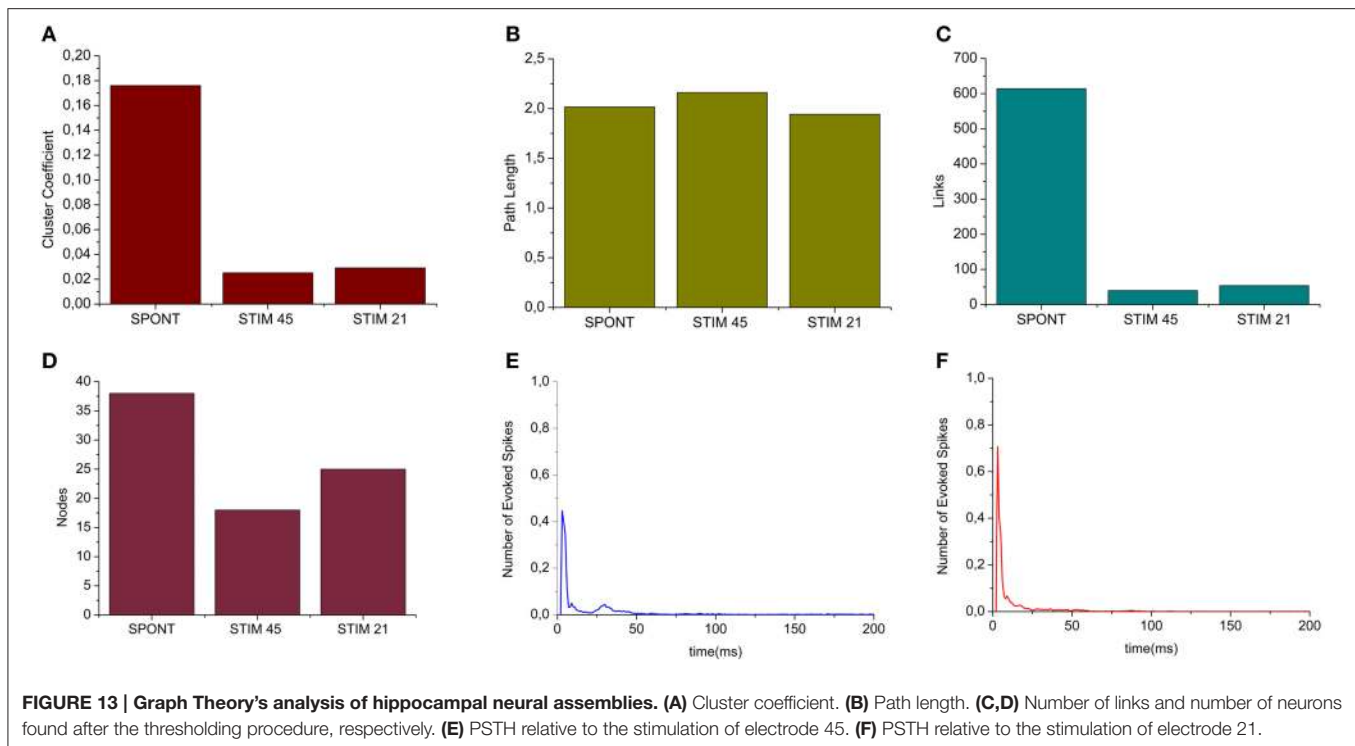 A
0,20
0,18
0,16
0,14
0,12
0,10
0,08
0,06
0,04
0,02
0,00
Cluster Coefficient
SPONT STIM 45 STIM 21
B
2,5
2,0
1,5
1,0
0,5
0,0
Path Length
SPONT STIM 45 STIM 21
C
700
600
500
400
300
200
100
0
Links
SPONT STIM 45 STIM 21
D
40
35
30
25
20
15
10
5
0
Nodes
SPONT STIM 45 STIM 21
E
1,0
0,8
0,6
0,4
0,2
0,0
Number of Evoked Spikes
0 50 100 150 200
time(ms)
F
1,0
0,8
0,6
0,4
0,2
0,0
Number of Evoked Spikes
0 50 100 150 200
time(ms)
FIGURE 13 | Graph Theory's analysis of hippocampal neural assemblies. (A) Cluster coefficient. (B) Path length. (C,D) Number of links and number of neurons
found after the thresholding procedure, respectively. (E) PSTH relative to the stimulation of electrode 45. (F) PSTH relative to the stimulation of electrode 21.